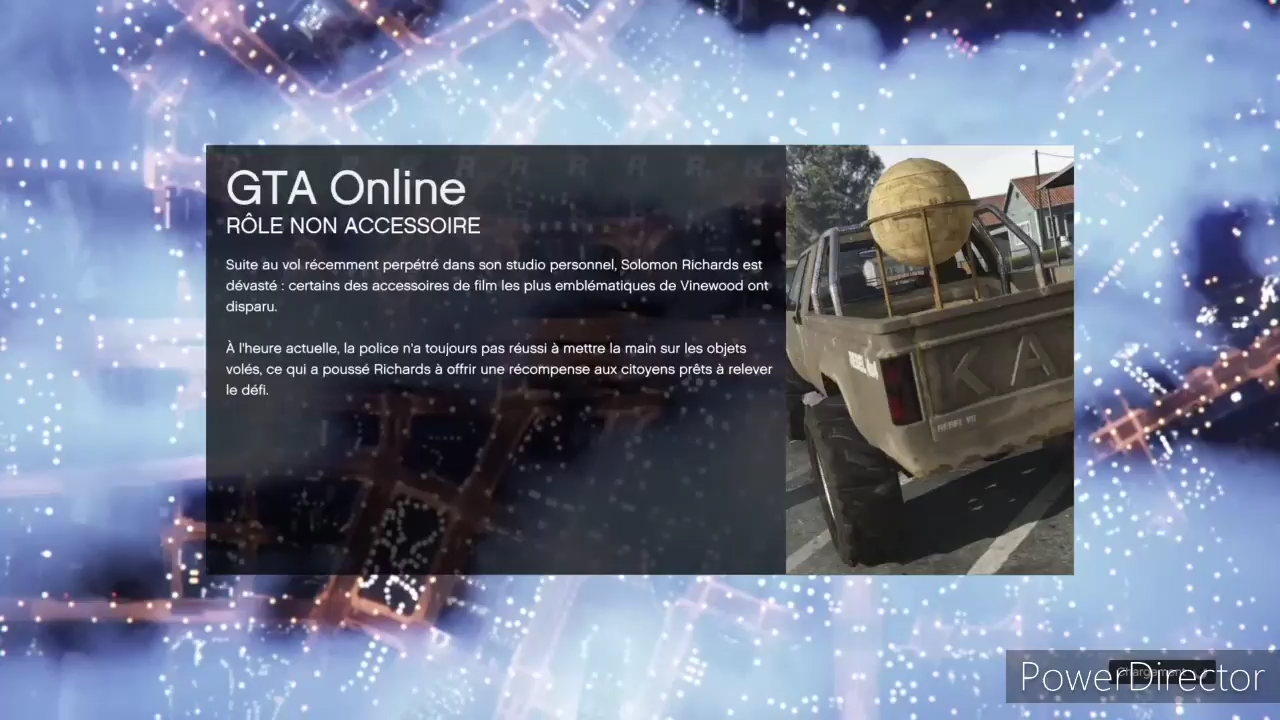 GTA Online
RÔLE NON ACCESSOIRE
Suite au vol récemment perpétré dans son studio personnel, Solomon Richards est
dévasté : certains des accessoires de film les plus emblématiques de Vinewood ont
disparu.
À l'heure actuelle, la police n'a toujours pas réussi à mettre la main sur les objets
volés, ce qui a poussé Richards à offrir une récompense aux citoyens prêts à relever
le défi.
KA
Chargement
PowerDirector